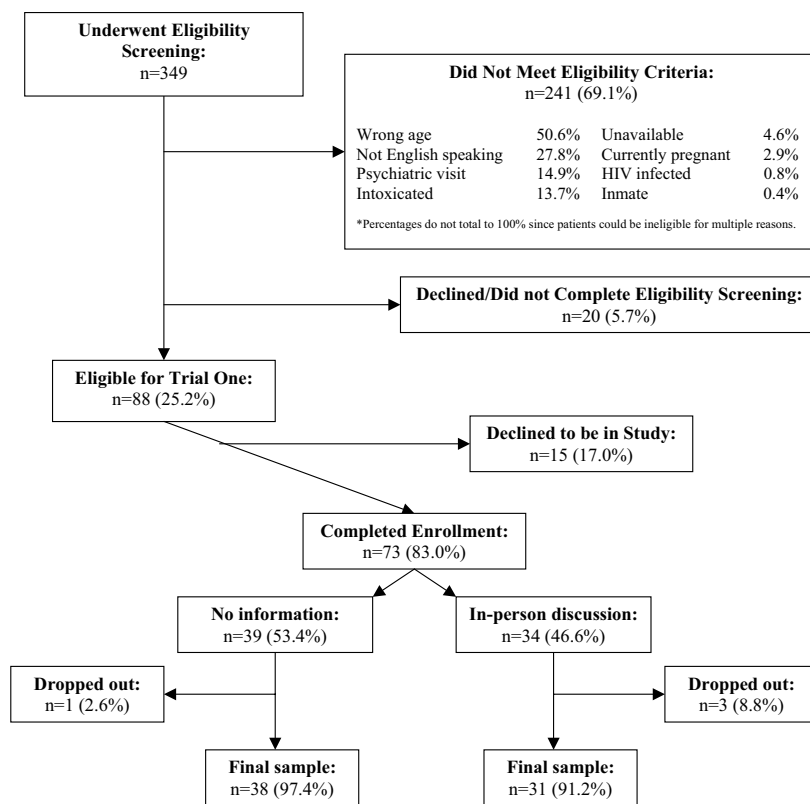 Underwent Eligibility
Screening:
n=349
Did Not Meet Eligibility Criteria:
n=241 (69.1%)
Wrong age 50.6% Unavailable 4.6%
Not English speaking 27.8% Currently pregnant 2.9%
Psychiatric visit 14.9% HIV infected 0.8%
Intoxicated 13.7% Inmate 0.4%
*Percentages do not total to 100% since patients could be ineligible for multiple reasons.
Declined/Did not Complete Eligibility Screening:
n=20 (5.7%)
Eligible for Trial One:
n=88 (25.2%)
Declined to be in Study:
n=15 (17.0%)
Completed Enrollment:
n=73 (83.0%)
No information:
n=39 (53.4%)
In-person discussion:
n=34 (46.6%)
Dropped out:
n=1 (2.6%)
Dropped out:
n=3 (8.8%)
Final sample:
n=38 (97.4%)
Final sample:
n=31 (91.2%)